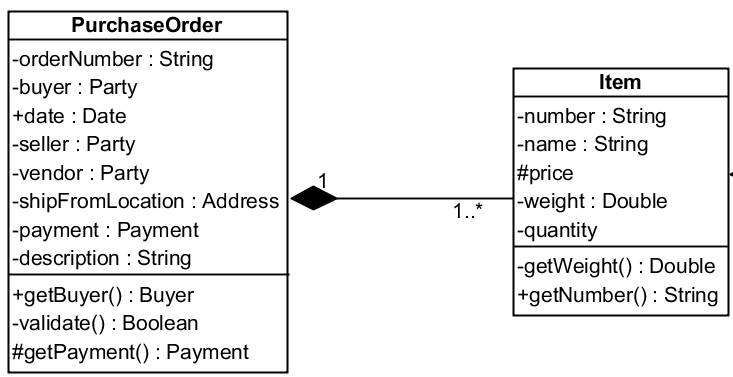 PurchaseOrder
-orderNumber : String
-buyer : Party
+date : Date
-seller : Party
-vendor : Party
-shipFromLocation : Address
-payment : Payment
-description : String
+getBuyer() : Buyer
-validate() : Boolean
#getPayment() : Payment
1
1..*
Item
-number : String
-name : String
#price
-weight : Double
-quantity
-getWeight() : Double
+getNumber() : String